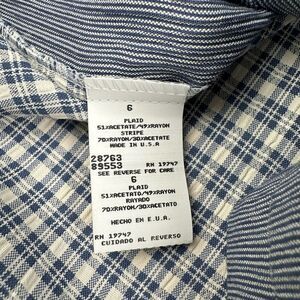 6
PLAID
51%ACETATE/49%RAYON
STRIPE
70%RAYON/30%ACETATE
MADE IN U.S.A
28763
89553 RN 19747
SEE REVERSE FOR CARE
6
PLAID
51%ACETATO/49%RAYON
RAYADO
70%RAYON/30%ACETATO
HECHO EN E.U.A.
RN 19747
CUIDADO AL REVERSO